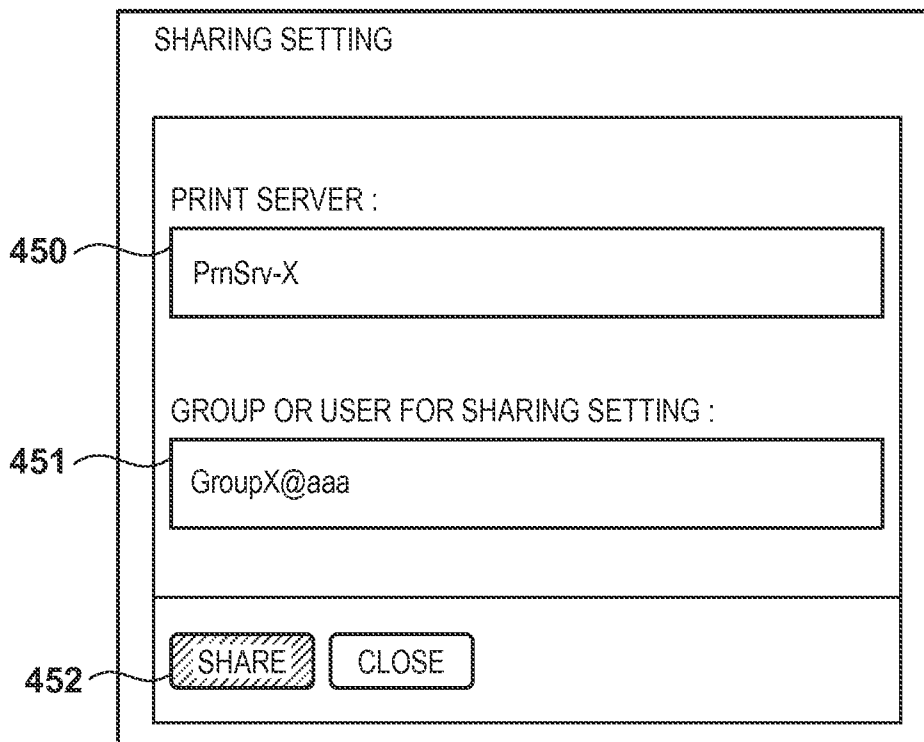 SHARING SETTING
PRINT SERVER :
450
PrnSrv-X
GROUP OR USER FOR SHARING SETTING :
451
GroupX@aaa
452
SHARE
CLOSE